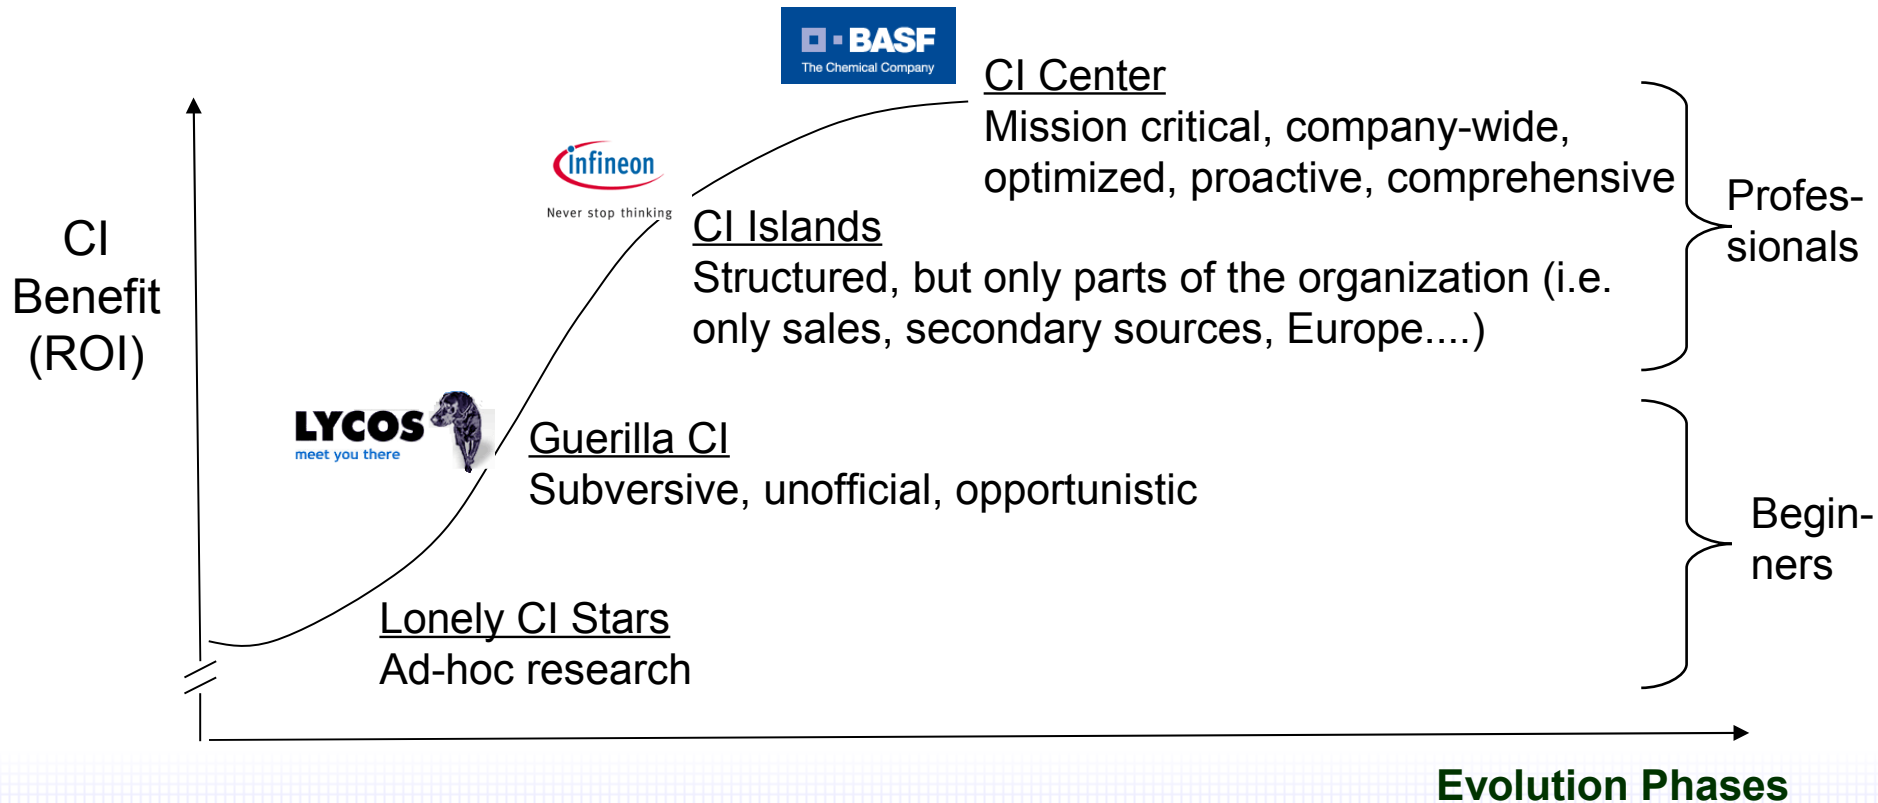 BASF
The Chemical Company
CI Center
Mission critical, company-wide,
optimized, proactive, comprehensive
infineon
Never stop thinking
CI Islands
Structured, but only parts of the organization (i.e.
only sales, secondary sources, Europe....)
Profes-
sionals
CI
Benefit
(ROI)
LYCOS
meet you there
Guerilla CI
Subversive, unofficial, opportunistic
Begin-
ners
Lonely CI Stars
Ad-hoc research
Evolution Phases